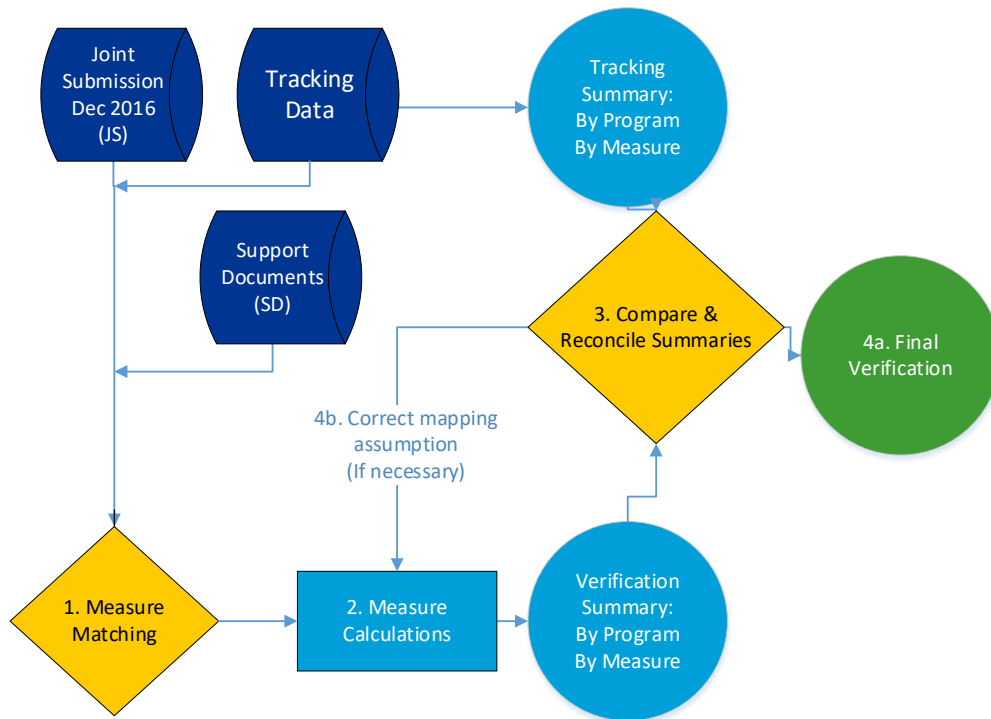 Joint
Submission
Dec 2016
(JS)
Tracking
Data
Tracking
Summary:
By Program
By Measure
Support
Documents
(SD)
3. Compare &
Reconcile Summaries
4a. Final
Verification
4b. Correct mapping
assumption
(If necessary)
1. Measure
Matching
2. Measure
Calculations
Verification
Summary:
By Program
By Measure